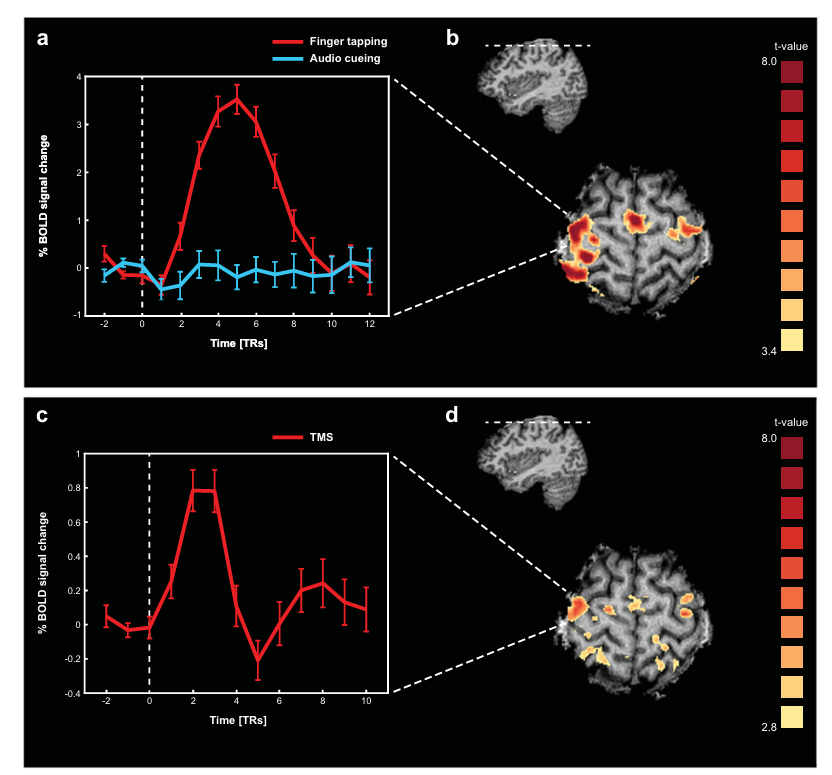 a
Finger tapping
Audio cueing
% BOLD signal change
4
3
2
1
0
-1
-2
0
2
4
6
8
10
12
Time [TRs]
b
t-value
8.0
3.4
c
TMS
% BOLD signal change
1
0.8
0.6
0.4
0.2
0
-0.2
-0.4
-2
0
2
4
6
8
10
Time [TRs]
d
t-value
8.0
2.8